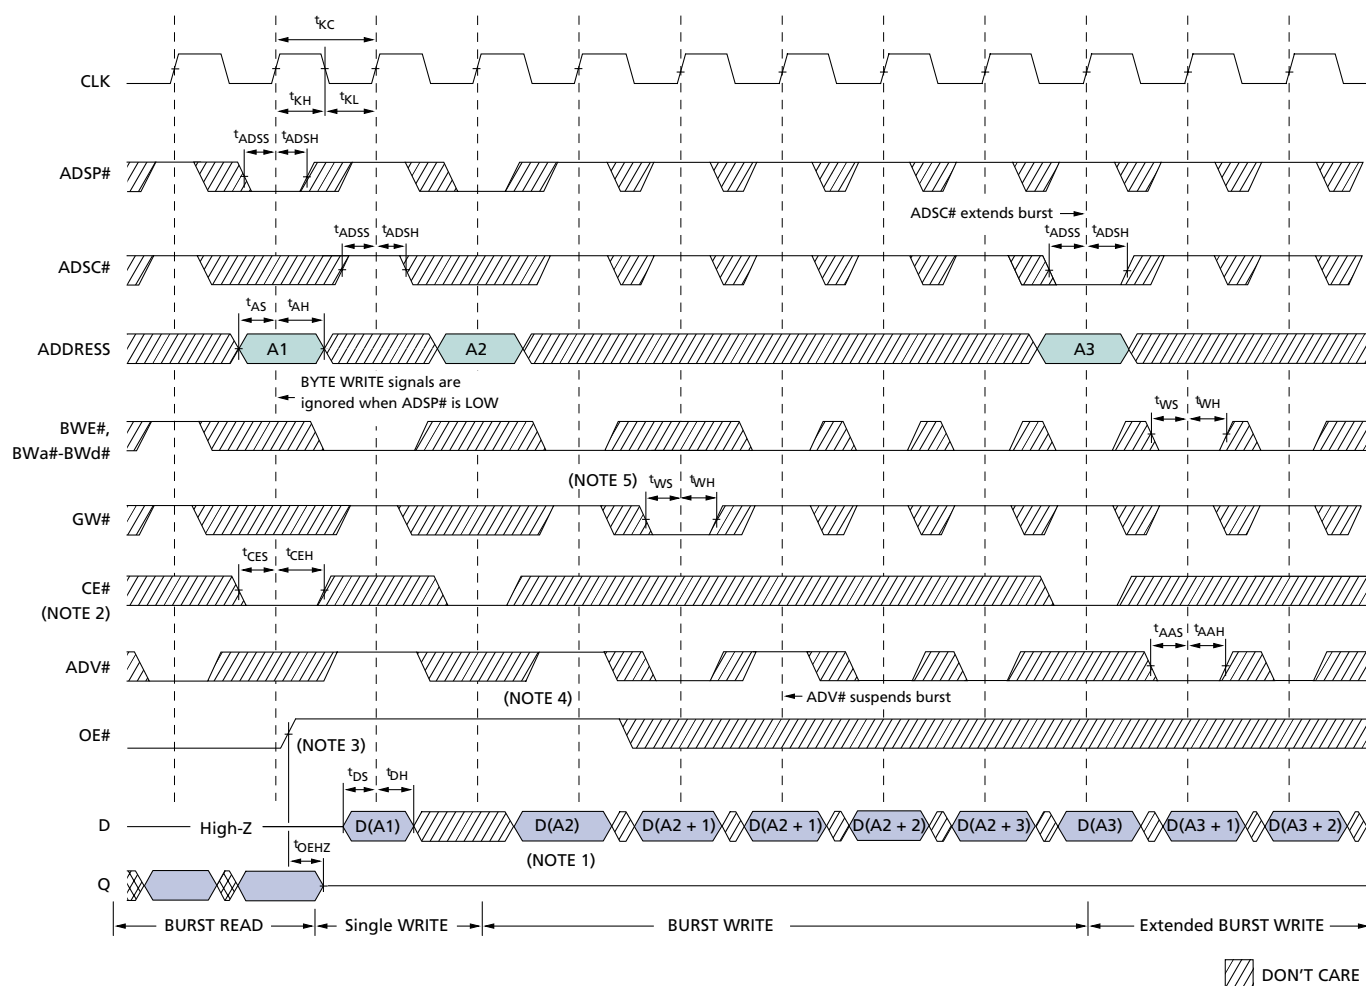 tKC
CLK
tKH
tKL
tADSS
tADSH
ADSP#
ADSC# extends burst
tADSS
tADSH
tADSS
tADSH
ADSC#
tAS
tAH
ADDRESS
A1
A2
A3
BYTE WRITE signals are
ignored when ADSP# is LOW
BWE#,
BWa#-BWd#
tWS
tWH
(NOTE 5)
tWS
tWH
GW#
tCES
tCEH
CE#
(NOTE 2)
tAAS
tAAH
ADV#
(NOTE 4)
ADV# suspends burst
OE#
(NOTE 3)
tDS
tDH
D
High-Z
D(A1)
D(A2)
D(A2 + 1)
D(A2 + 1)
D(A2 + 2)
D(A2 + 3)
D(A3)
D(A3 + 1)
D(A3 + 2)
tOEHZ
(NOTE 1)
Q
BURST READ
Single WRITE
BURST WRITE
Extended BURST WRITE
DON'T CARE